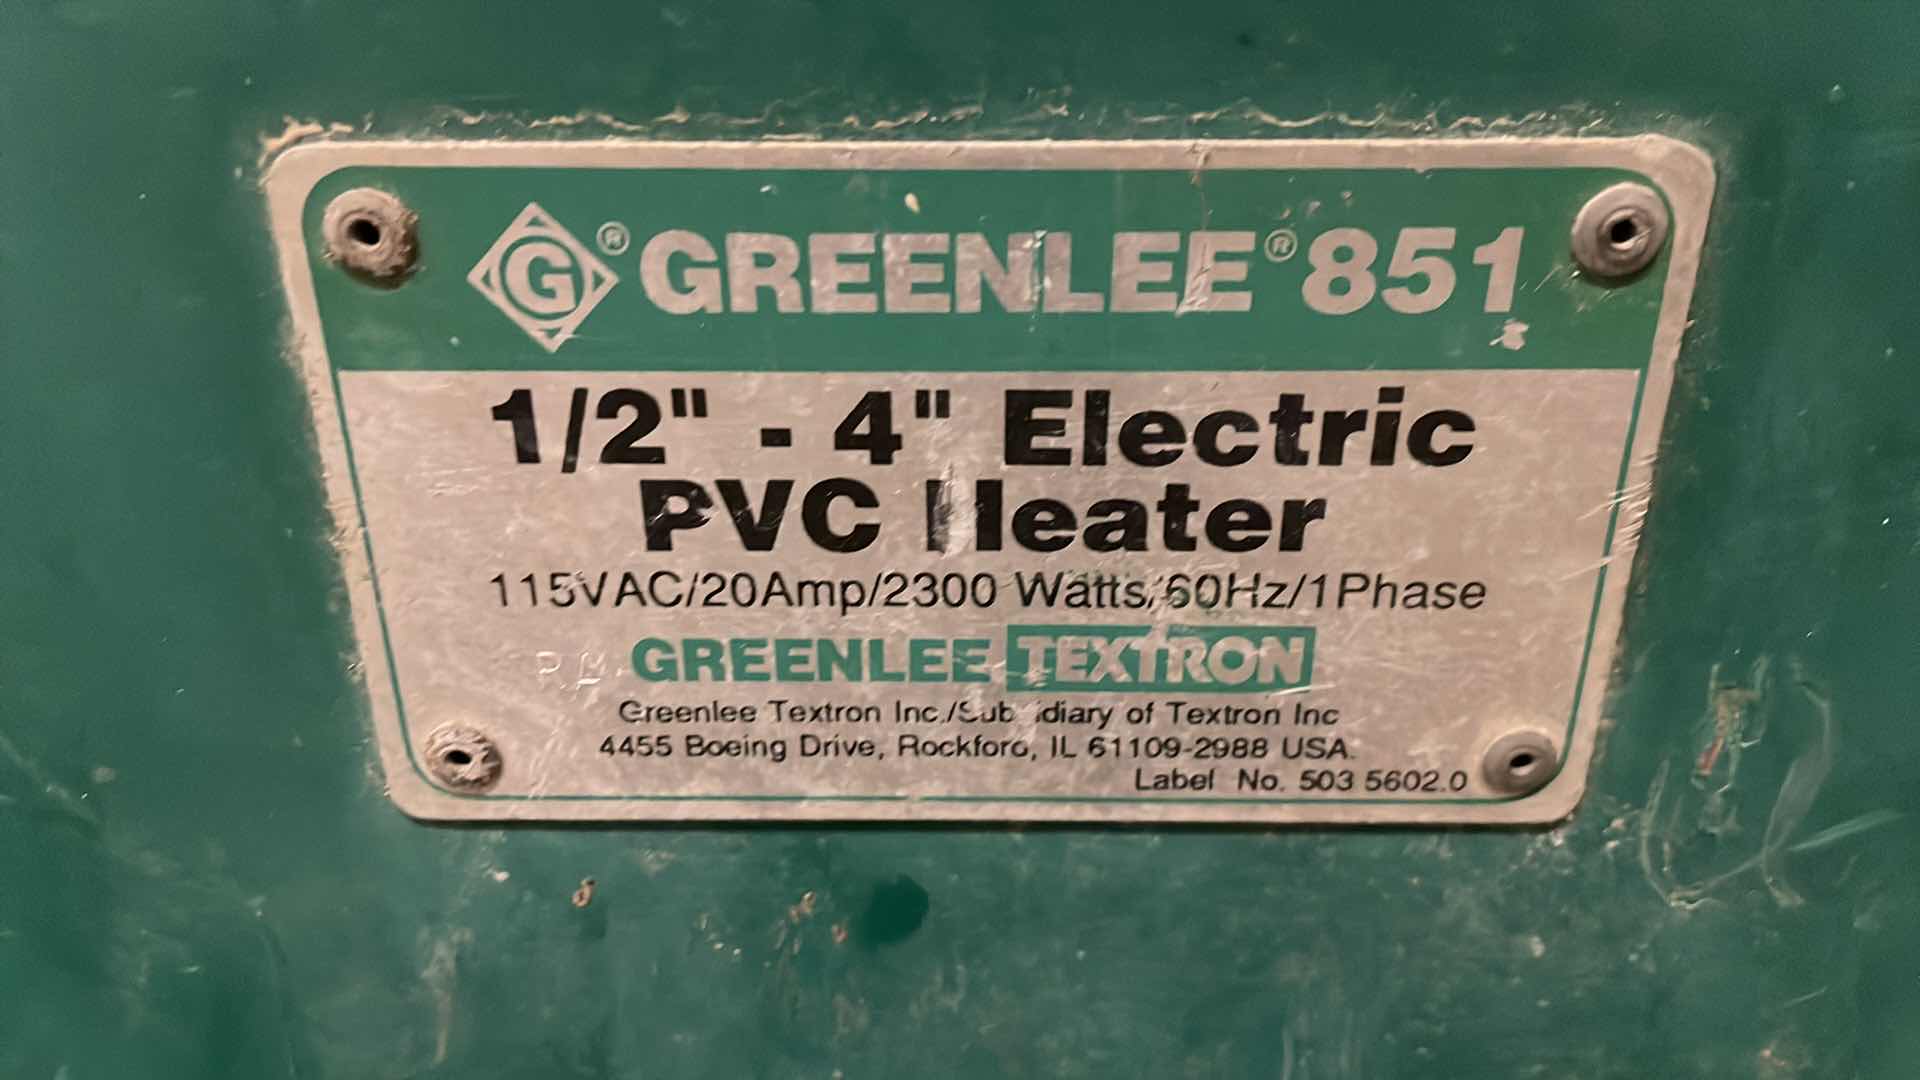 G® GREENLEE® 851
1/2" - 4" Electric
PVC Heater
115VAC/20Amp/2300 Watts/60Hz/1Phase
GREENLEE TEXTRON
Greenlee Textron Inc./Subsidiary of Textron Inc
4455 Boeing Drive, Rockford, IL 61109-2988 USA.
Label No. 503 5602.0